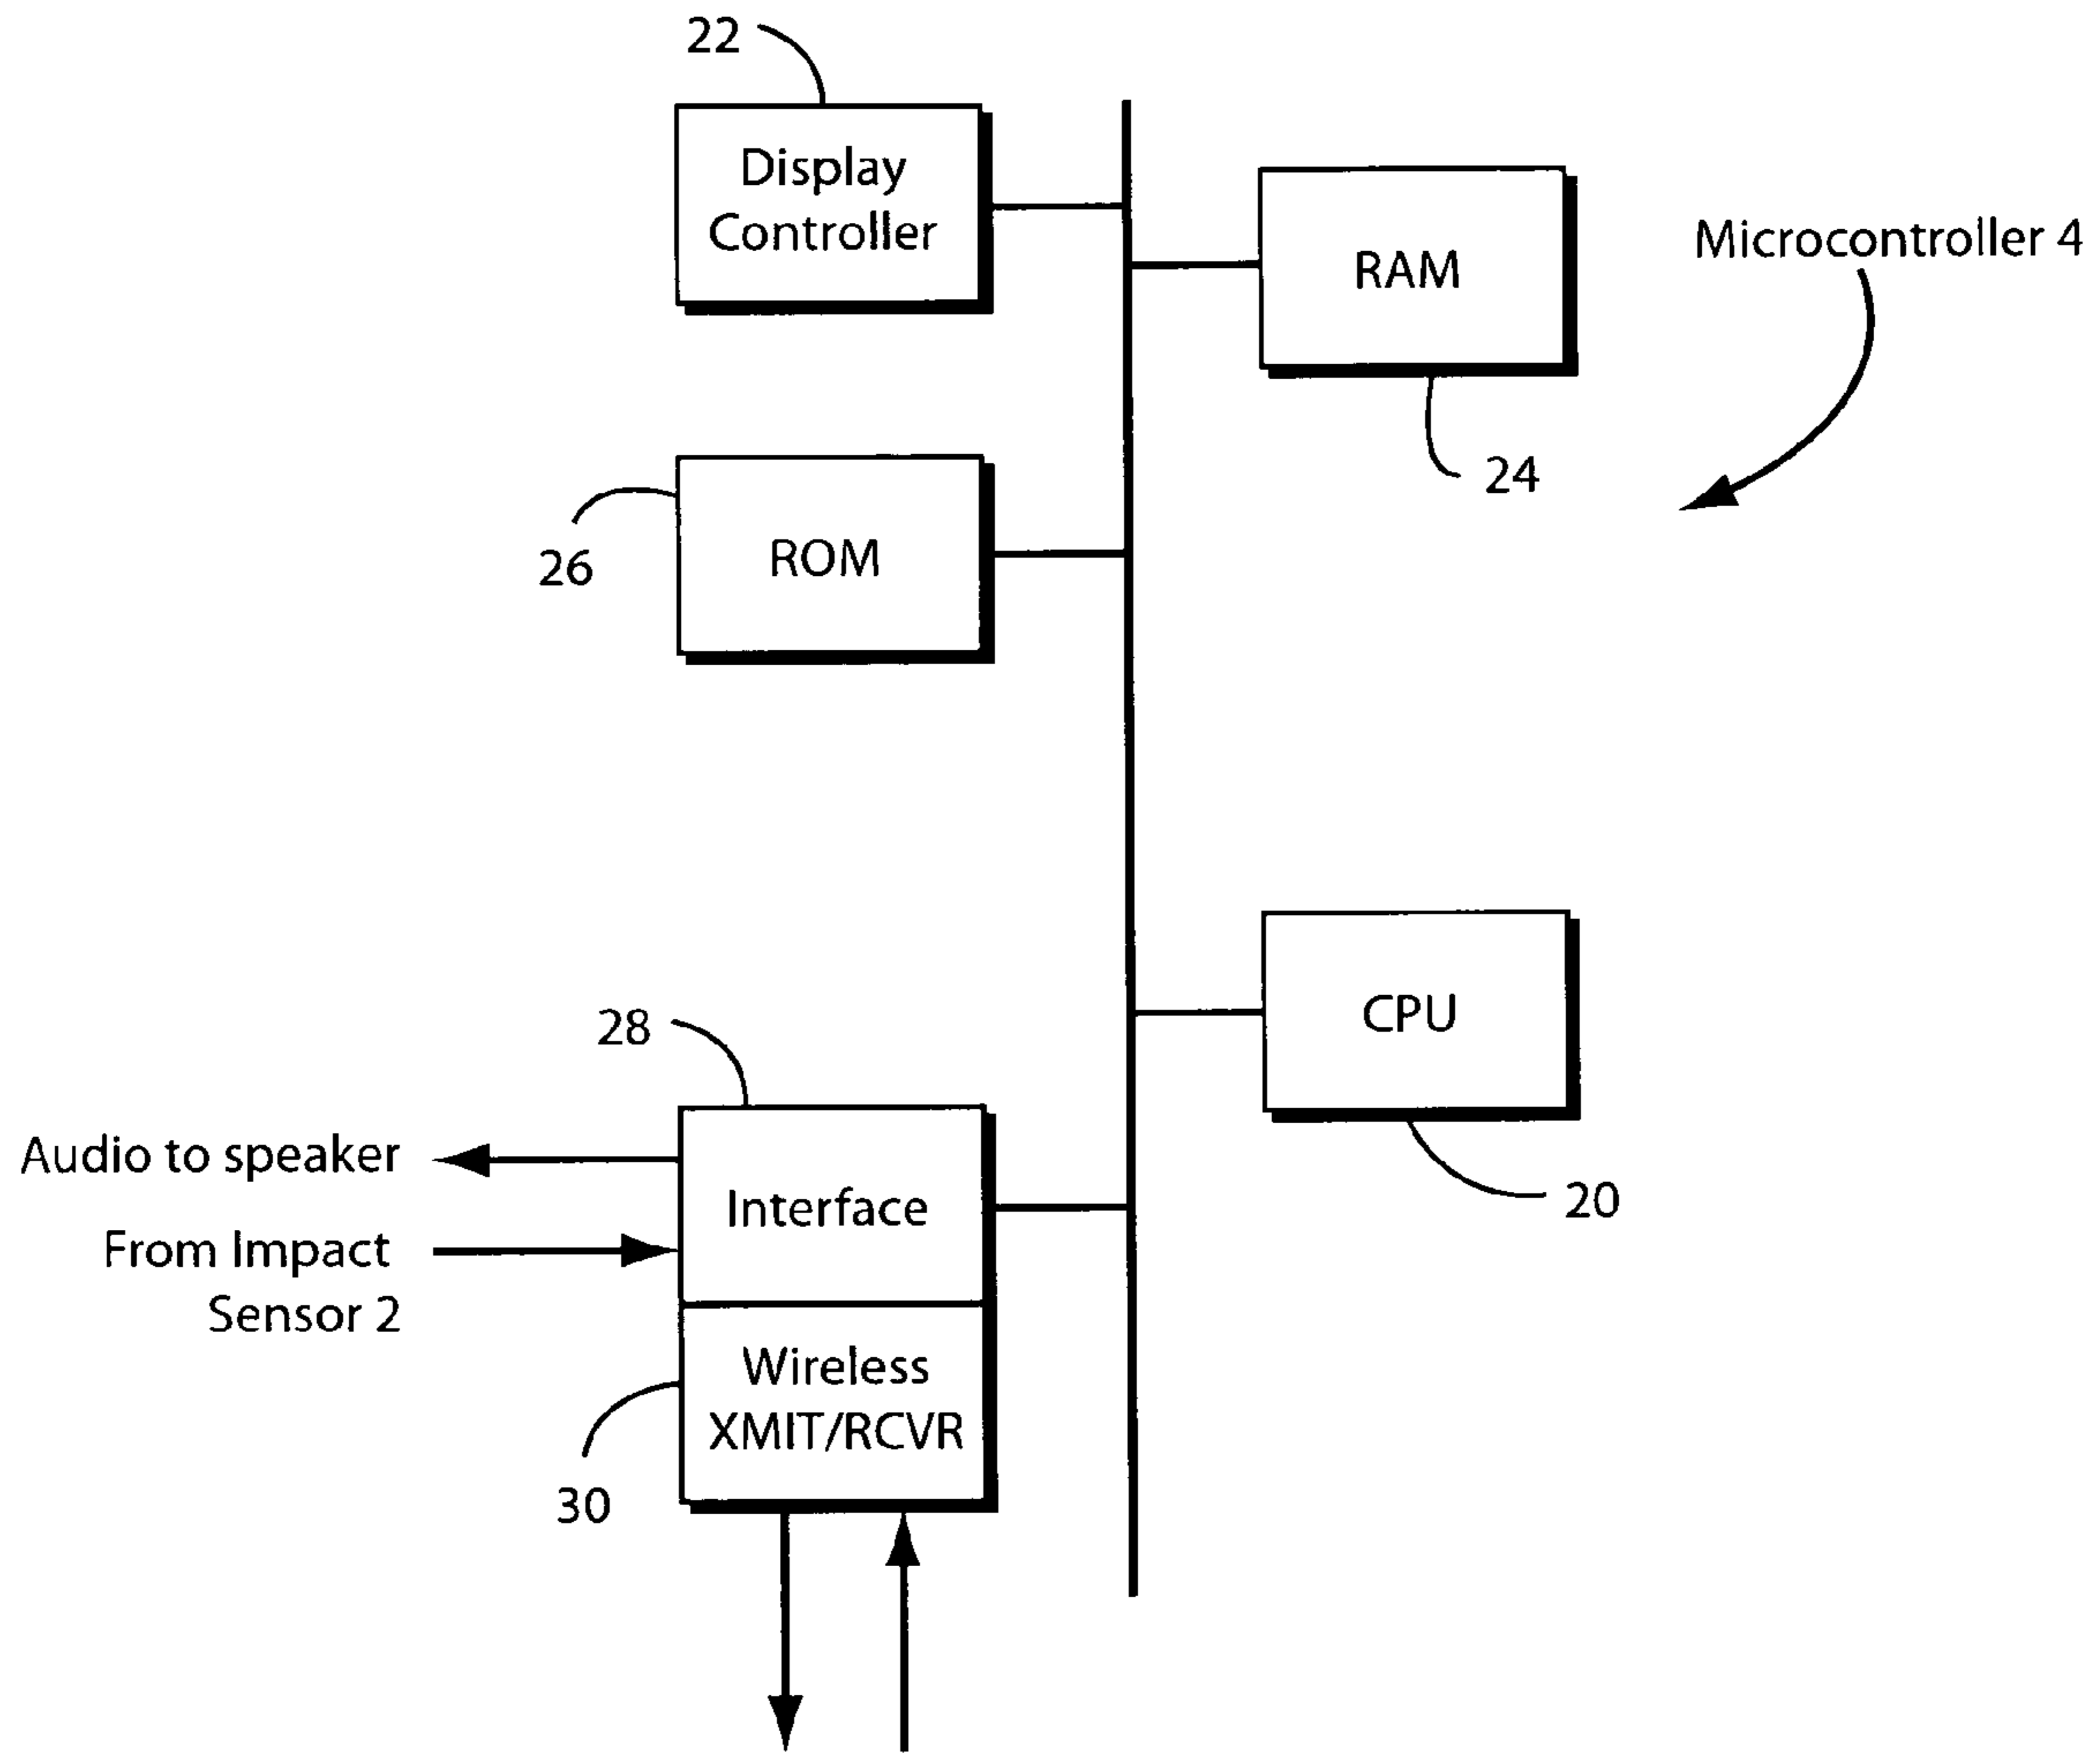 22
Display
Controller
RAM
Microcontroller 4
24
26
ROM
CPU
28
Audio to speaker
Interface
20
From Impact
Sensor 2
Wireless
XMIT/RCVR
30